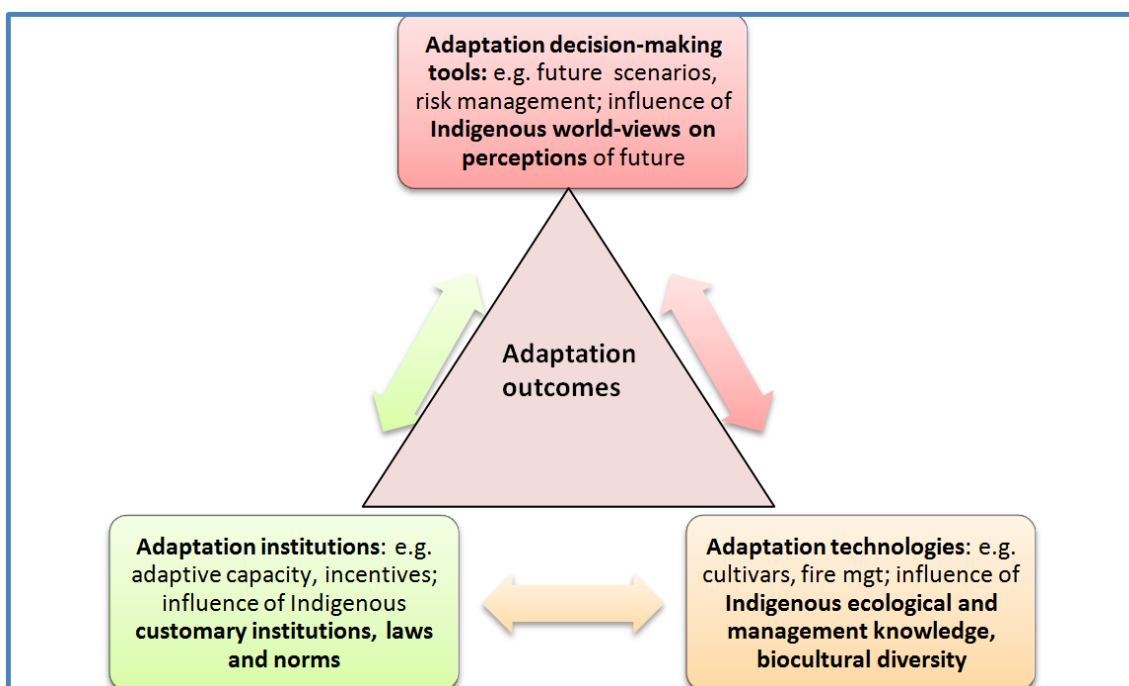 Adaptation decision-making
tools: e.g. future scenarios,
risk management; influence of
Indigenous world-views on
perceptions of future
Adaptation
outcomes
Adaptation institutions: e.g.
adaptive capacity, incentives;
influence of Indigenous
customary institutions, laws
and norms
Adaptation technologies: e.g.
cultivars, fire mgt; influence of
Indigenous ecological and
management knowledge,
biocultural diversity